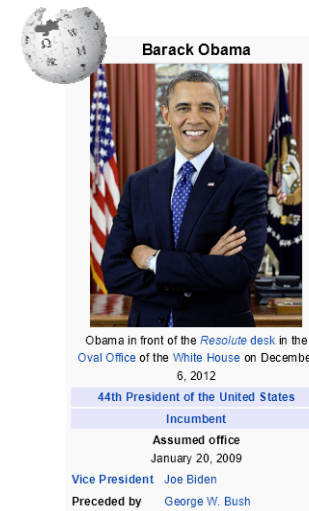 Barack Obama
Obama in front of the Resolute desk in the
Oval Office of the White House on Decembe
6, 2012
44th President of the United States
Incumbent
Assumed office
January 20, 2009
Vice President Joe Biden
Preceded by George W. Bush